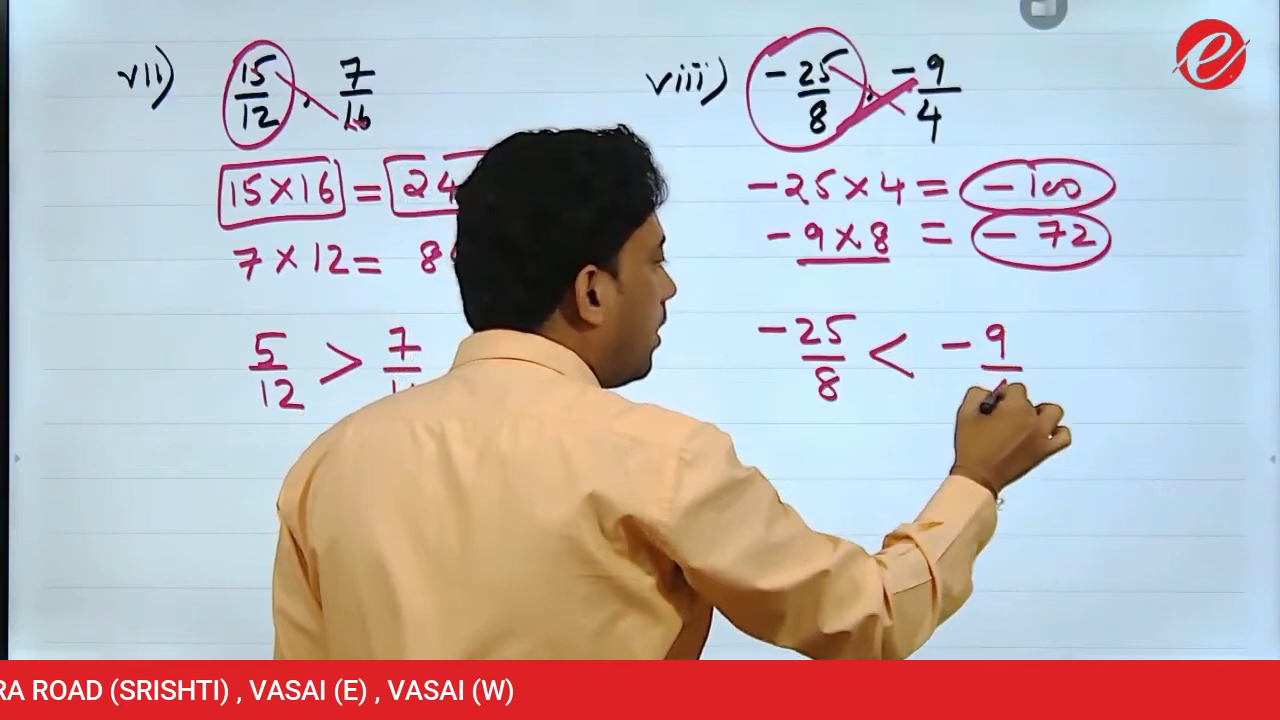 vii) 15/12 , 7/16
15×16 = 24
7×12 = 8
5/12 > 7/
viii) -25/8 , -9/4
-25×4 = -100
-9×8 = -72
-25/8 < -9/
e
RA ROAD (SRISHTI) , VASAI (E) , VASAI (W)